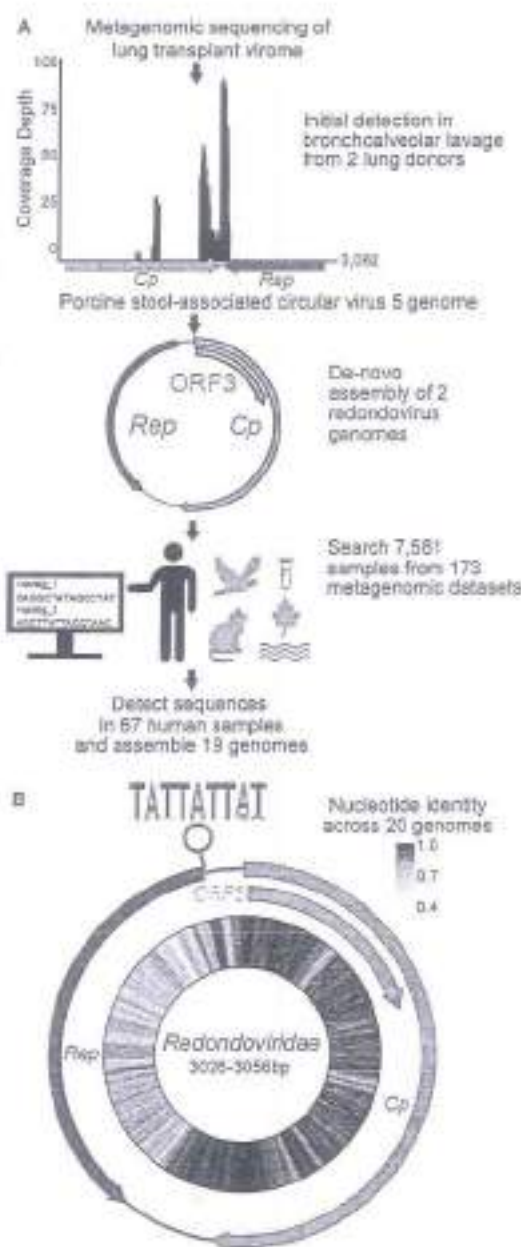 A
Metagenomic sequencing of
lung transplant virome
100
75
50
25
0
Coverage Depth
Initial detection in
bronchoalveolar lavage
from 2 lung donors
3,062
Cp
Rep
Porcine stool-associated circular virus 5 genome
ORF3
Rep
Cp
De-novo
assembly of 2
redondovirus
genomes
Search 7,581
samples from 173
metagenomic datasets
Detect sequences
in 67 human samples
and assemble 19 genomes
B
TATTATTAT
Nucleotide identity
across 20 genomes
1.0
0.7
0.4
ORF3
Redondoviridae
3026-3056bp
Rep
Cp